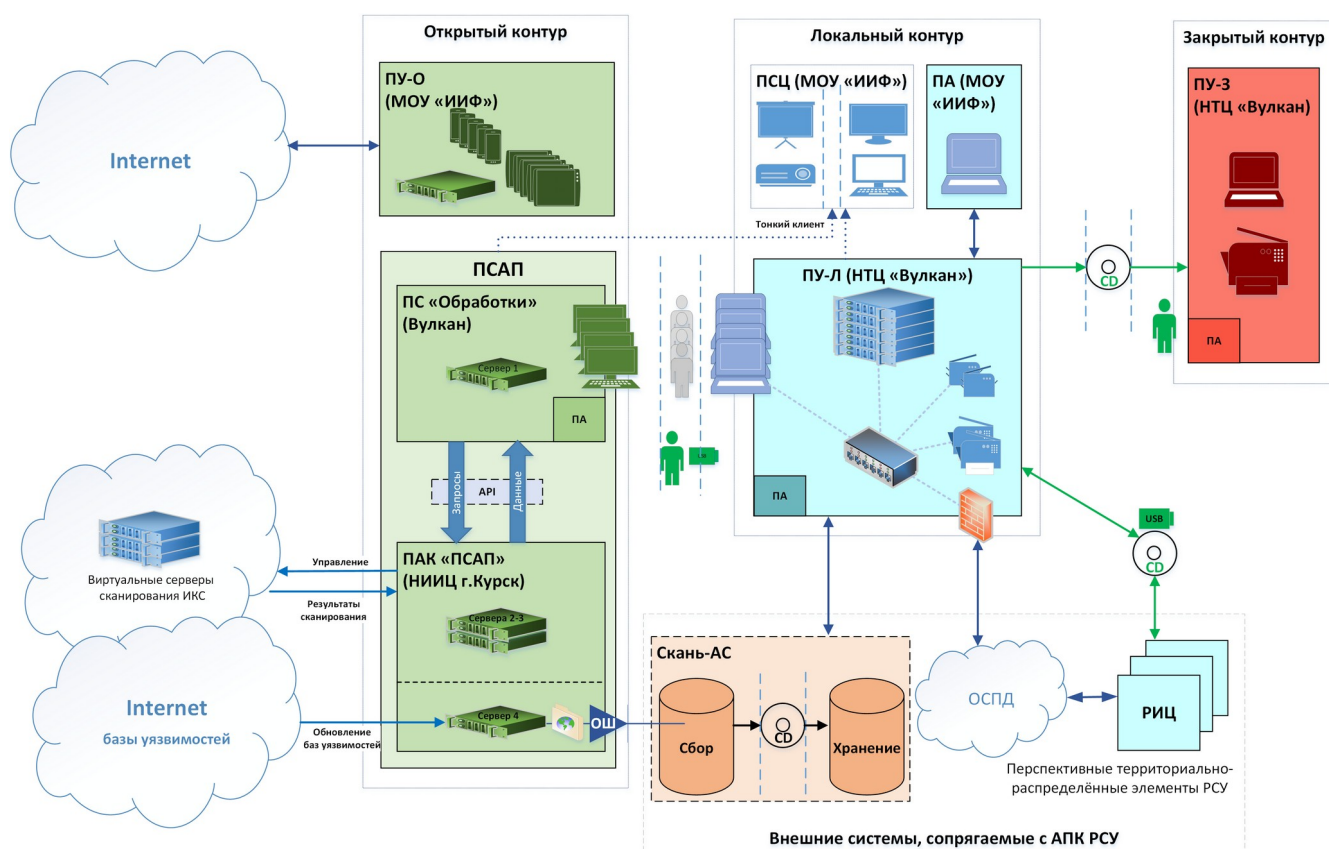 Открытый контур
Локальный контур
Закрытый контур
Internet
ПУ-О
(МОУ «ИИФ»)
ПСЦ (МОУ «ИИФ»)
ПА (МОУ
«ИИФ»)
ПУ-З
(НТЦ «Вулкан)
ПА
Тонкий клиент
CD
ПСАП
ПС «Обработки»
(Вулкан)
Сервер 1
ПА
Запросы
API
Данные
USB
ПУ-Л (НТЦ «Вулкан»)
ПА
USB
CD
Виртуальные серверы
сканирования ИКС
Управление
Результаты
сканирования
ПАК «ПСАП»
(НИИЦ г.Курск)
Сервера 2-3
Internet
базы уязвимостей
Обновление
баз уязвимостей
Сервер 4
ОШ
Скань-АС
Сбор
CD
Хранение
ОСПД
РИЦ
Перспективные территориально-
распределённые элементы РСУ
Внешние системы, сопрягаемые с АПК РСУ